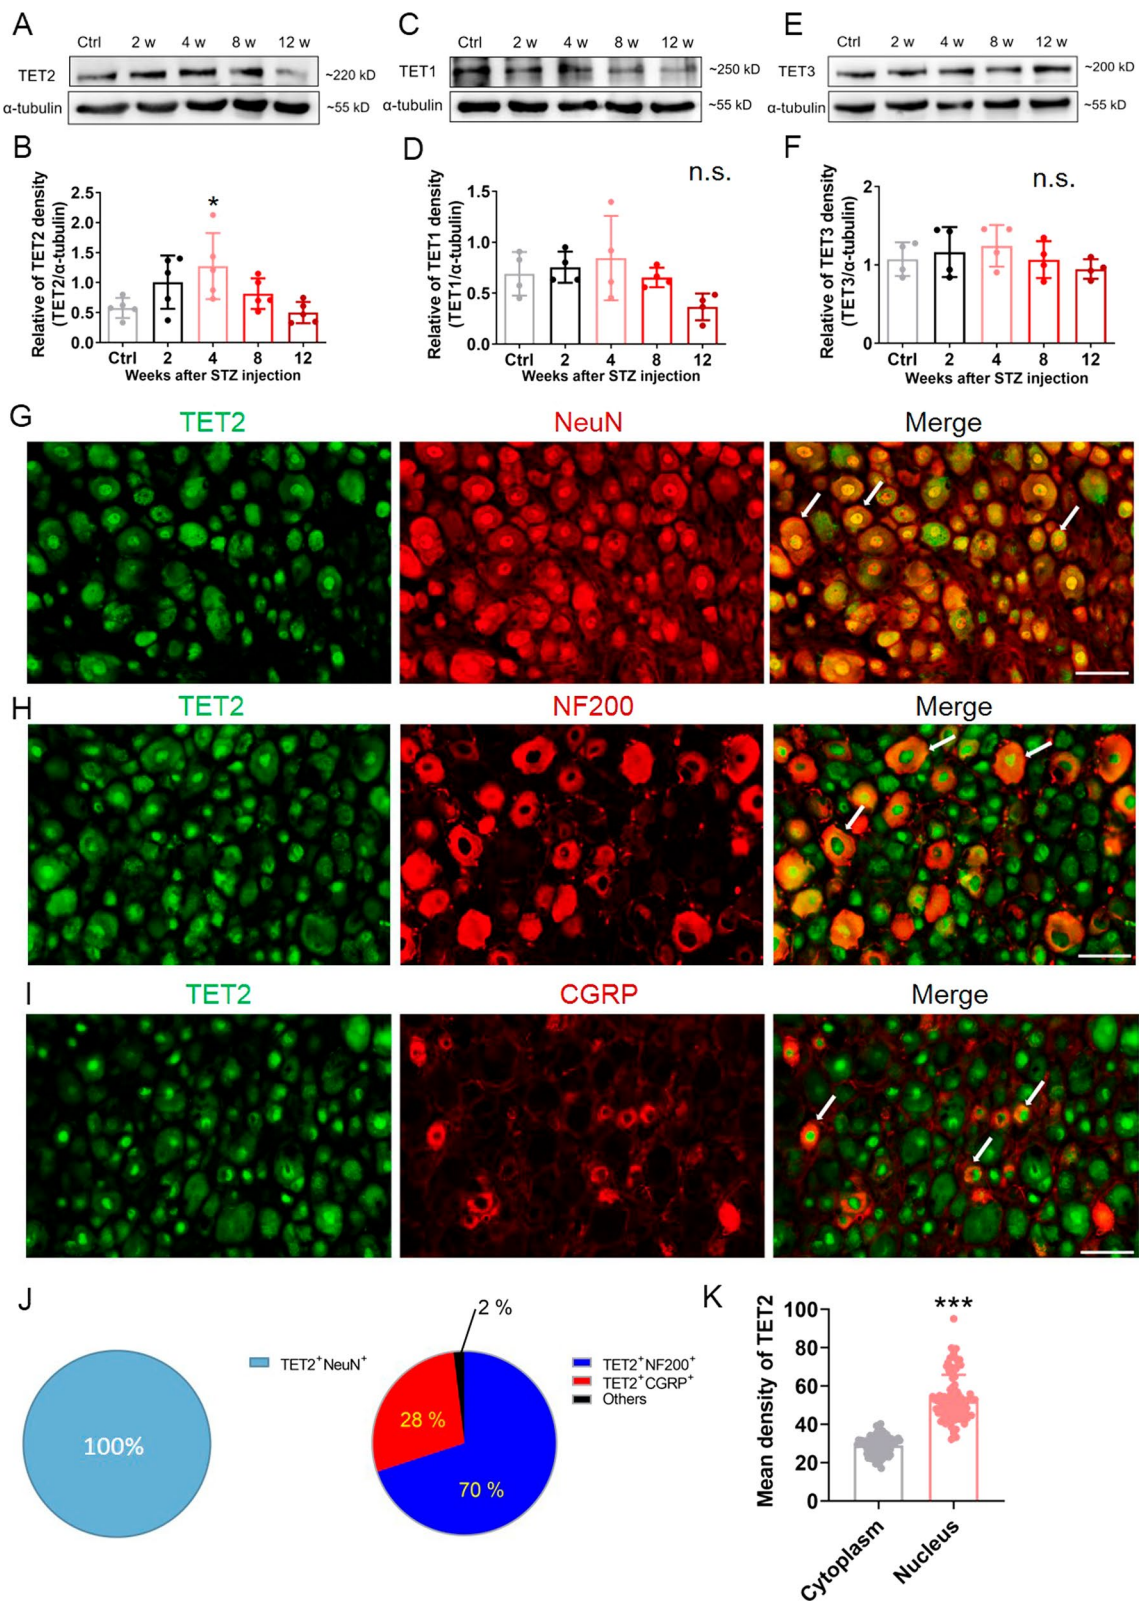 A
Ctrl 2 w 4 w 8 w 12 w
TET2 ~220 kD
α-tubulin ~55 kD
C
Ctrl 2 w 4 w 8 w 12 w
TET1 ~250 kD
α-tubulin ~55 kD
E
Ctrl 2 w 4 w 8 w 12 w
TET3 ~200 kD
α-tubulin ~55 kD
B
Relative of TET2 density
(TET2/α-tubulin)
2.5
2.0
1.5
1.0
0.5
0.0
*
Ctrl 2 4 8 12
Weeks after STZ injection
D
n.s.
Relative of TET1 density
(TET1/α-tubulin)
1.5
1.0
0.5
0.0
Ctrl 2 4 8 12
Weeks after STZ injection
F
n.s.
Relative of TET3 density
(TET3/α-tubulin)
2
1
0
Ctrl 2 4 8 12
Weeks after STZ injection
G
TET2 NeuN Merge
H
TET2 NF200 Merge
I
TET2 CGRP Merge
J
100%
TET2+NeuN+
2 %
28 %
70 %
TET2+NF200+
TET2+CGRP+
Others
K
Mean density of TET2
100
80
60
40
20
0
***
Cytoplasm
Nucleus